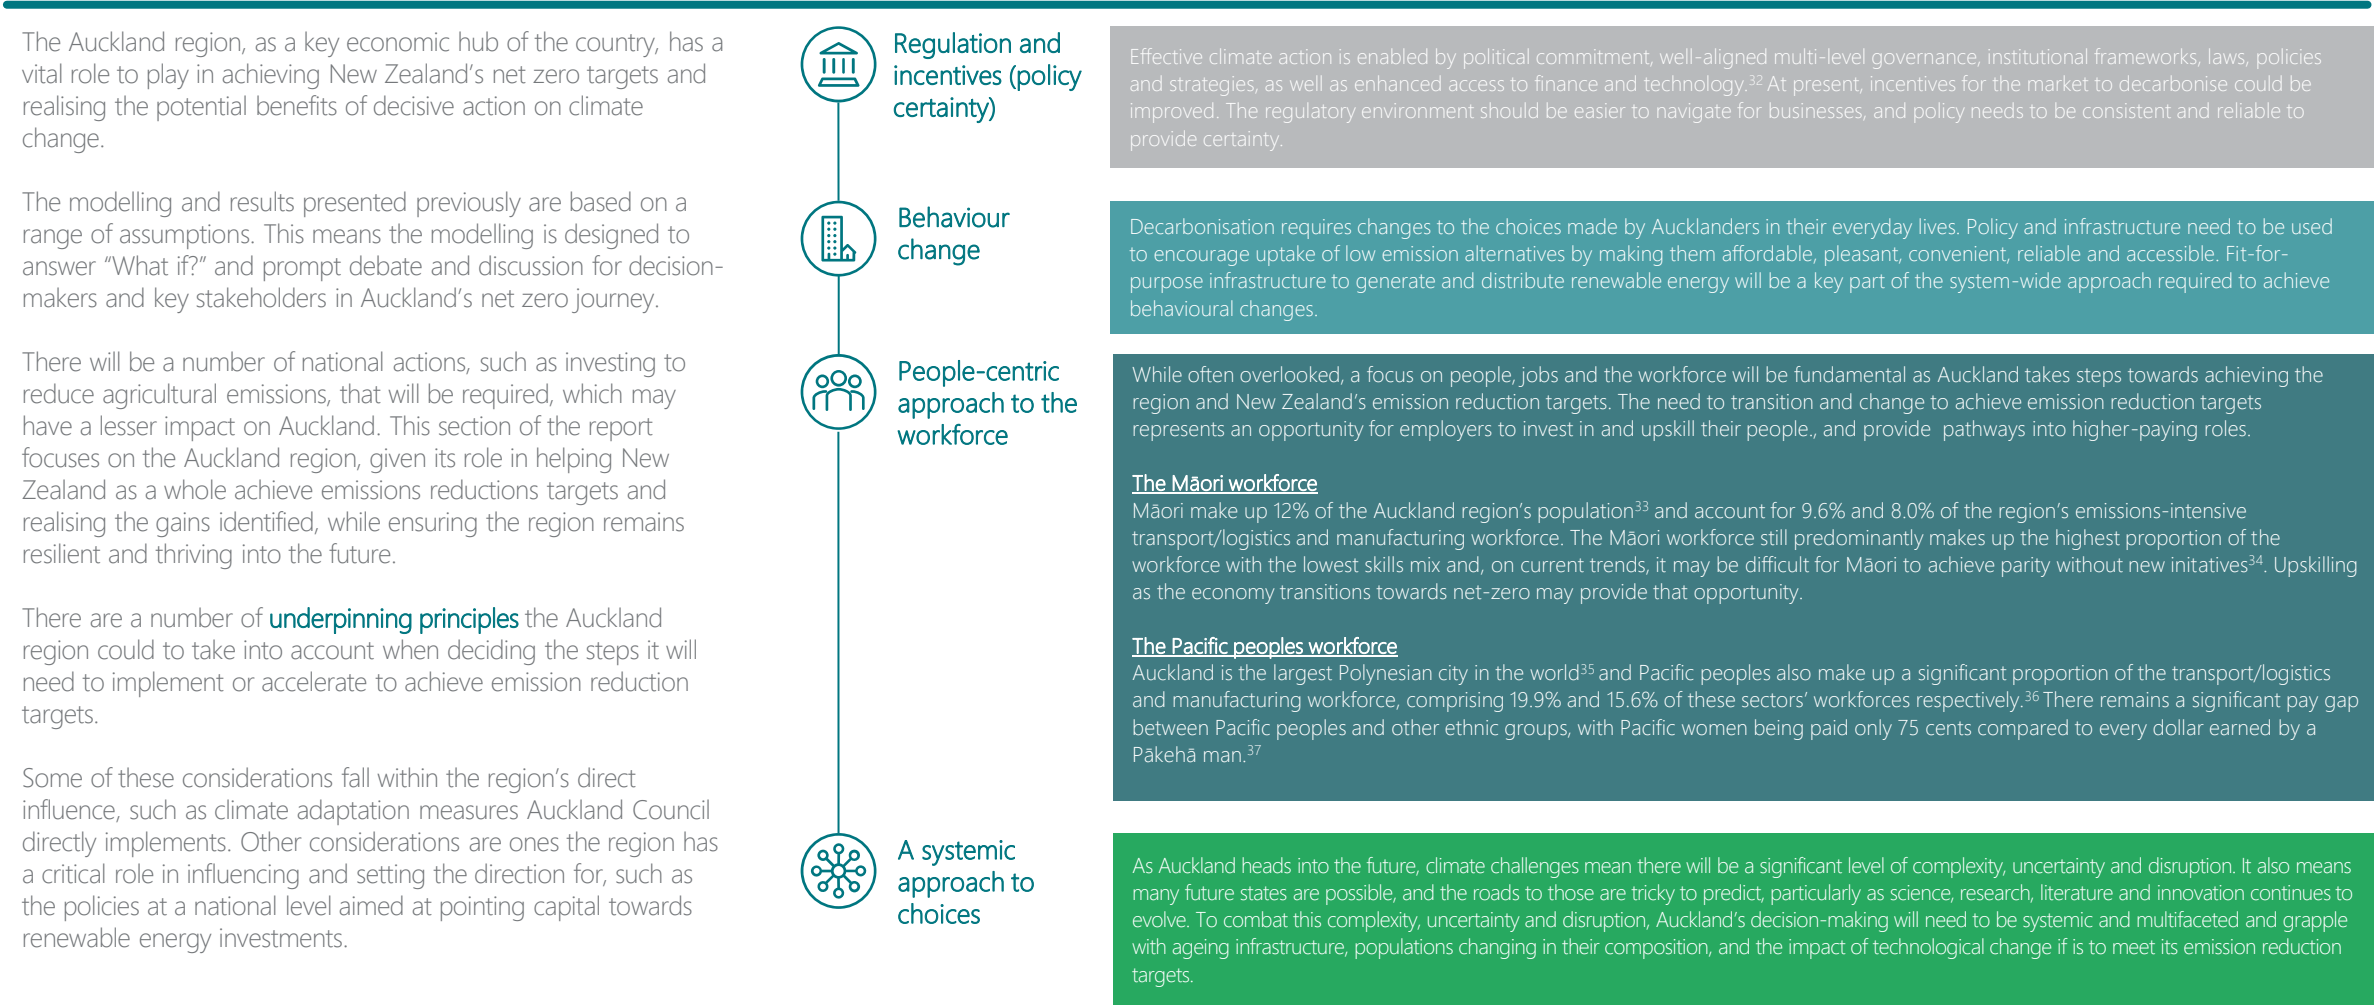 The Auckland region, as a key economic hub of the country, has a
vital role to play in achieving New Zealand's net zero targets and
realising the potential benefits of decisive action on climate
change.
The modelling and results presented previously are based on a
range of assumptions. This means the modelling is designed to
answer “What if?” and prompt debate and discussion for decision-
makers and key stakeholders in Auckland's net zero journey.
There will be a number of national actions, such as investing to
reduce agricultural emissions, that will be required, which may
have a lesser impact on Auckland. This section of the report
focuses on the Auckland region, given its role in helping New
Zealand as a whole achieve emissions reductions targets and
realising the gains identified, while ensuring the region remains
resilient and thriving into the future.
There are a number of underpinning principles the Auckland
region could to take into account when deciding the steps it will
need to implement or accelerate to achieve emission reduction
targets.
Some of these considerations fall within the region's direct
influence, such as climate adaptation measures Auckland Council
directly implements. Other considerations are ones the region has
a critical role in influencing and setting the direction for, such as
the policies at a national level aimed at pointing capital towards
renewable energy investments.
Regulation and
incentives (policy
certainty)
Effective climate action is enabled by political commitment, well-aligned multi-level governance, institutional frameworks, laws, policies
and strategies, as well as enhanced access to finance and technology.32 At present, incentives for the market to decarbonise could be
improved. The regulatory environment should be easier to navigate for businesses, and policy needs to be consistent and reliable to
provide certainty.
Behaviour
change
Decarbonisation requires changes to the choices made by Aucklanders in their everyday lives. Policy and infrastructure need to be used
to encourage uptake of low emission alternatives by making them affordable, pleasant, convenient, reliable and accessible. Fit-for-
purpose infrastructure to generate and distribute renewable energy will be a key part of the system-wide approach required to achieve
behavioural changes.
People-centric
approach to the
workforce
While often overlooked, a focus on people, jobs and the workforce will be fundamental as Auckland takes steps towards achieving the
region and New Zealand's emission reduction targets. The need to transition and change to achieve emission reduction targets
represents an opportunity for employers to invest in and upskill their people., and provide pathways into higher-paying roles.
The Māori workforce
Māori make up 12% of the Auckland region's population33 and account for 9.6% and 8.0% of the region's emissions-intensive
transport/logistics and manufacturing workforce. The Māori workforce still predominantly makes up the highest proportion of the
workforce with the lowest skills mix and, on current trends, it may be difficult for Māori to achieve parity without new initatives34. Upskilling
as the economy transitions towards net-zero may provide that opportunity.
The Pacific peoples workforce
Auckland is the largest Polynesian city in the world35 and Pacific peoples also make up a significant proportion of the transport/logistics
and manufacturing workforce, comprising 19.9% and 15.6% of these sectors' workforces respectively.36 There remains a significant pay gap
between Pacific peoples and other ethnic groups, with Pacific women being paid only 75 cents compared to every dollar earned by a
Pākehā man.37
A systemic
approach to
choices
As Auckland heads into the future, climate challenges mean there will be a significant level of complexity, uncertainty and disruption. It also means
many future states are possible, and the roads to those are tricky to predict, particularly as science, research, literature and innovation continues to
evolve. To combat this complexity, uncertainty and disruption, Auckland's decision-making will need to be systemic and multifaceted and grapple
with ageing infrastructure, populations changing in their composition, and the impact of technological change if is to meet its emission reduction
targets.